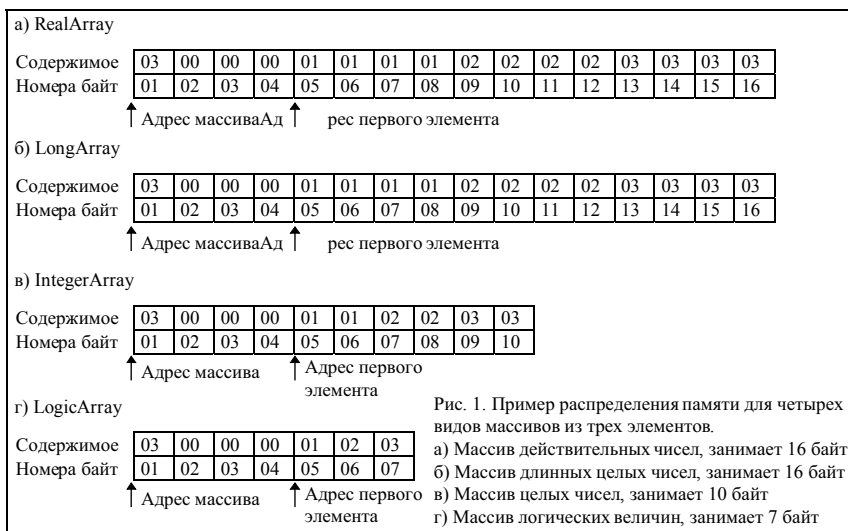 а) RealArray
Содержимое 03 00 00 00 01 01 01 01 02 02 02 02 03 03 03 03
Номера байт 01 02 03 04 05 06 07 08 09 10 11 12 13 14 15 16
Адрес массиваАд рес первого элемента
б) LongArray
Содержимое 03 00 00 00 01 01 01 01 02 02 02 02 03 03 03 03
Номера байт 01 02 03 04 05 06 07 08 09 10 11 12 13 14 15 16
Адрес массиваАд рес первого элемента
в) IntegerArray
Содержимое 03 00 00 00 01 01 02 02 03 03
Номера байт 01 02 03 04 05 06 07 08 09 10
Адрес массива Адрес первого
элемента
г) LogicArray
Содержимое 03 00 00 00 01 02 03
Номера байт 01 02 03 04 05 06 07
Адрес массива Адрес первого
элемента
Рис. 1. Пример распределения памяти для четырех
видов массивов из трех элементов.
а) Массив действительных чисел, занимает 16 байт
б) Массив длинных целых чисел, занимает 16 байт
в) Массив целых чисел, занимает 10 байт
г) Массив логических величин, занимает 7 байт